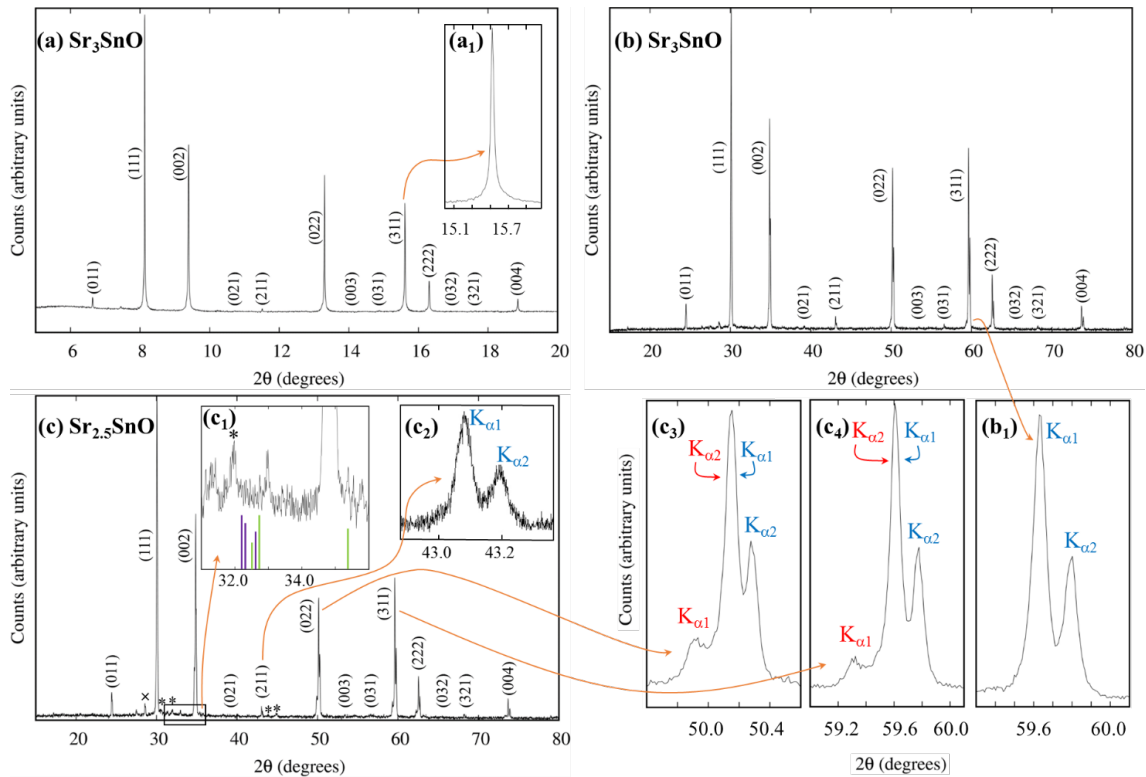 (a) Sr3SnO
(a1)
Counts (arbitrary units)
(011)
(111)
(002)
(021)
(211)
(022)
(003)
(031)
(311)
(222)
(032)
(321)
(004)
15.1 15.7
6 8 10 12 14 16 18 20
2θ (degrees)
(b) Sr3SnO
Counts (arbitrary units)
(011)
(111)
(002)
(021)
(211)
(022)
(003)
(031)
(311)
(222)
(032)
(321)
(004)
20 30 40 50 60 70 80
2θ (degrees)
(c) Sr2.5SnO
Counts (arbitrary units)
(011)
×
(111)
* *
(002)
(021)
(211)
* *
(022)
(003)
(031)
(311)
(222)
(032)
(321)
(004)
20 30 40 50 60 70 80
2θ (degrees)
(c1)
*
32.0 34.0
(c2)
Kα1
Kα2
43.0 43.2
Counts (arbitrary units)
(c3)
Kα2
Kα1
Kα2
Kα1
50.0 50.4
(c4)
Kα2
Kα1
Kα2
Kα1
59.2 59.6 60.0
(b1)
Kα1
Kα2
59.6 60.0
2θ (degrees)